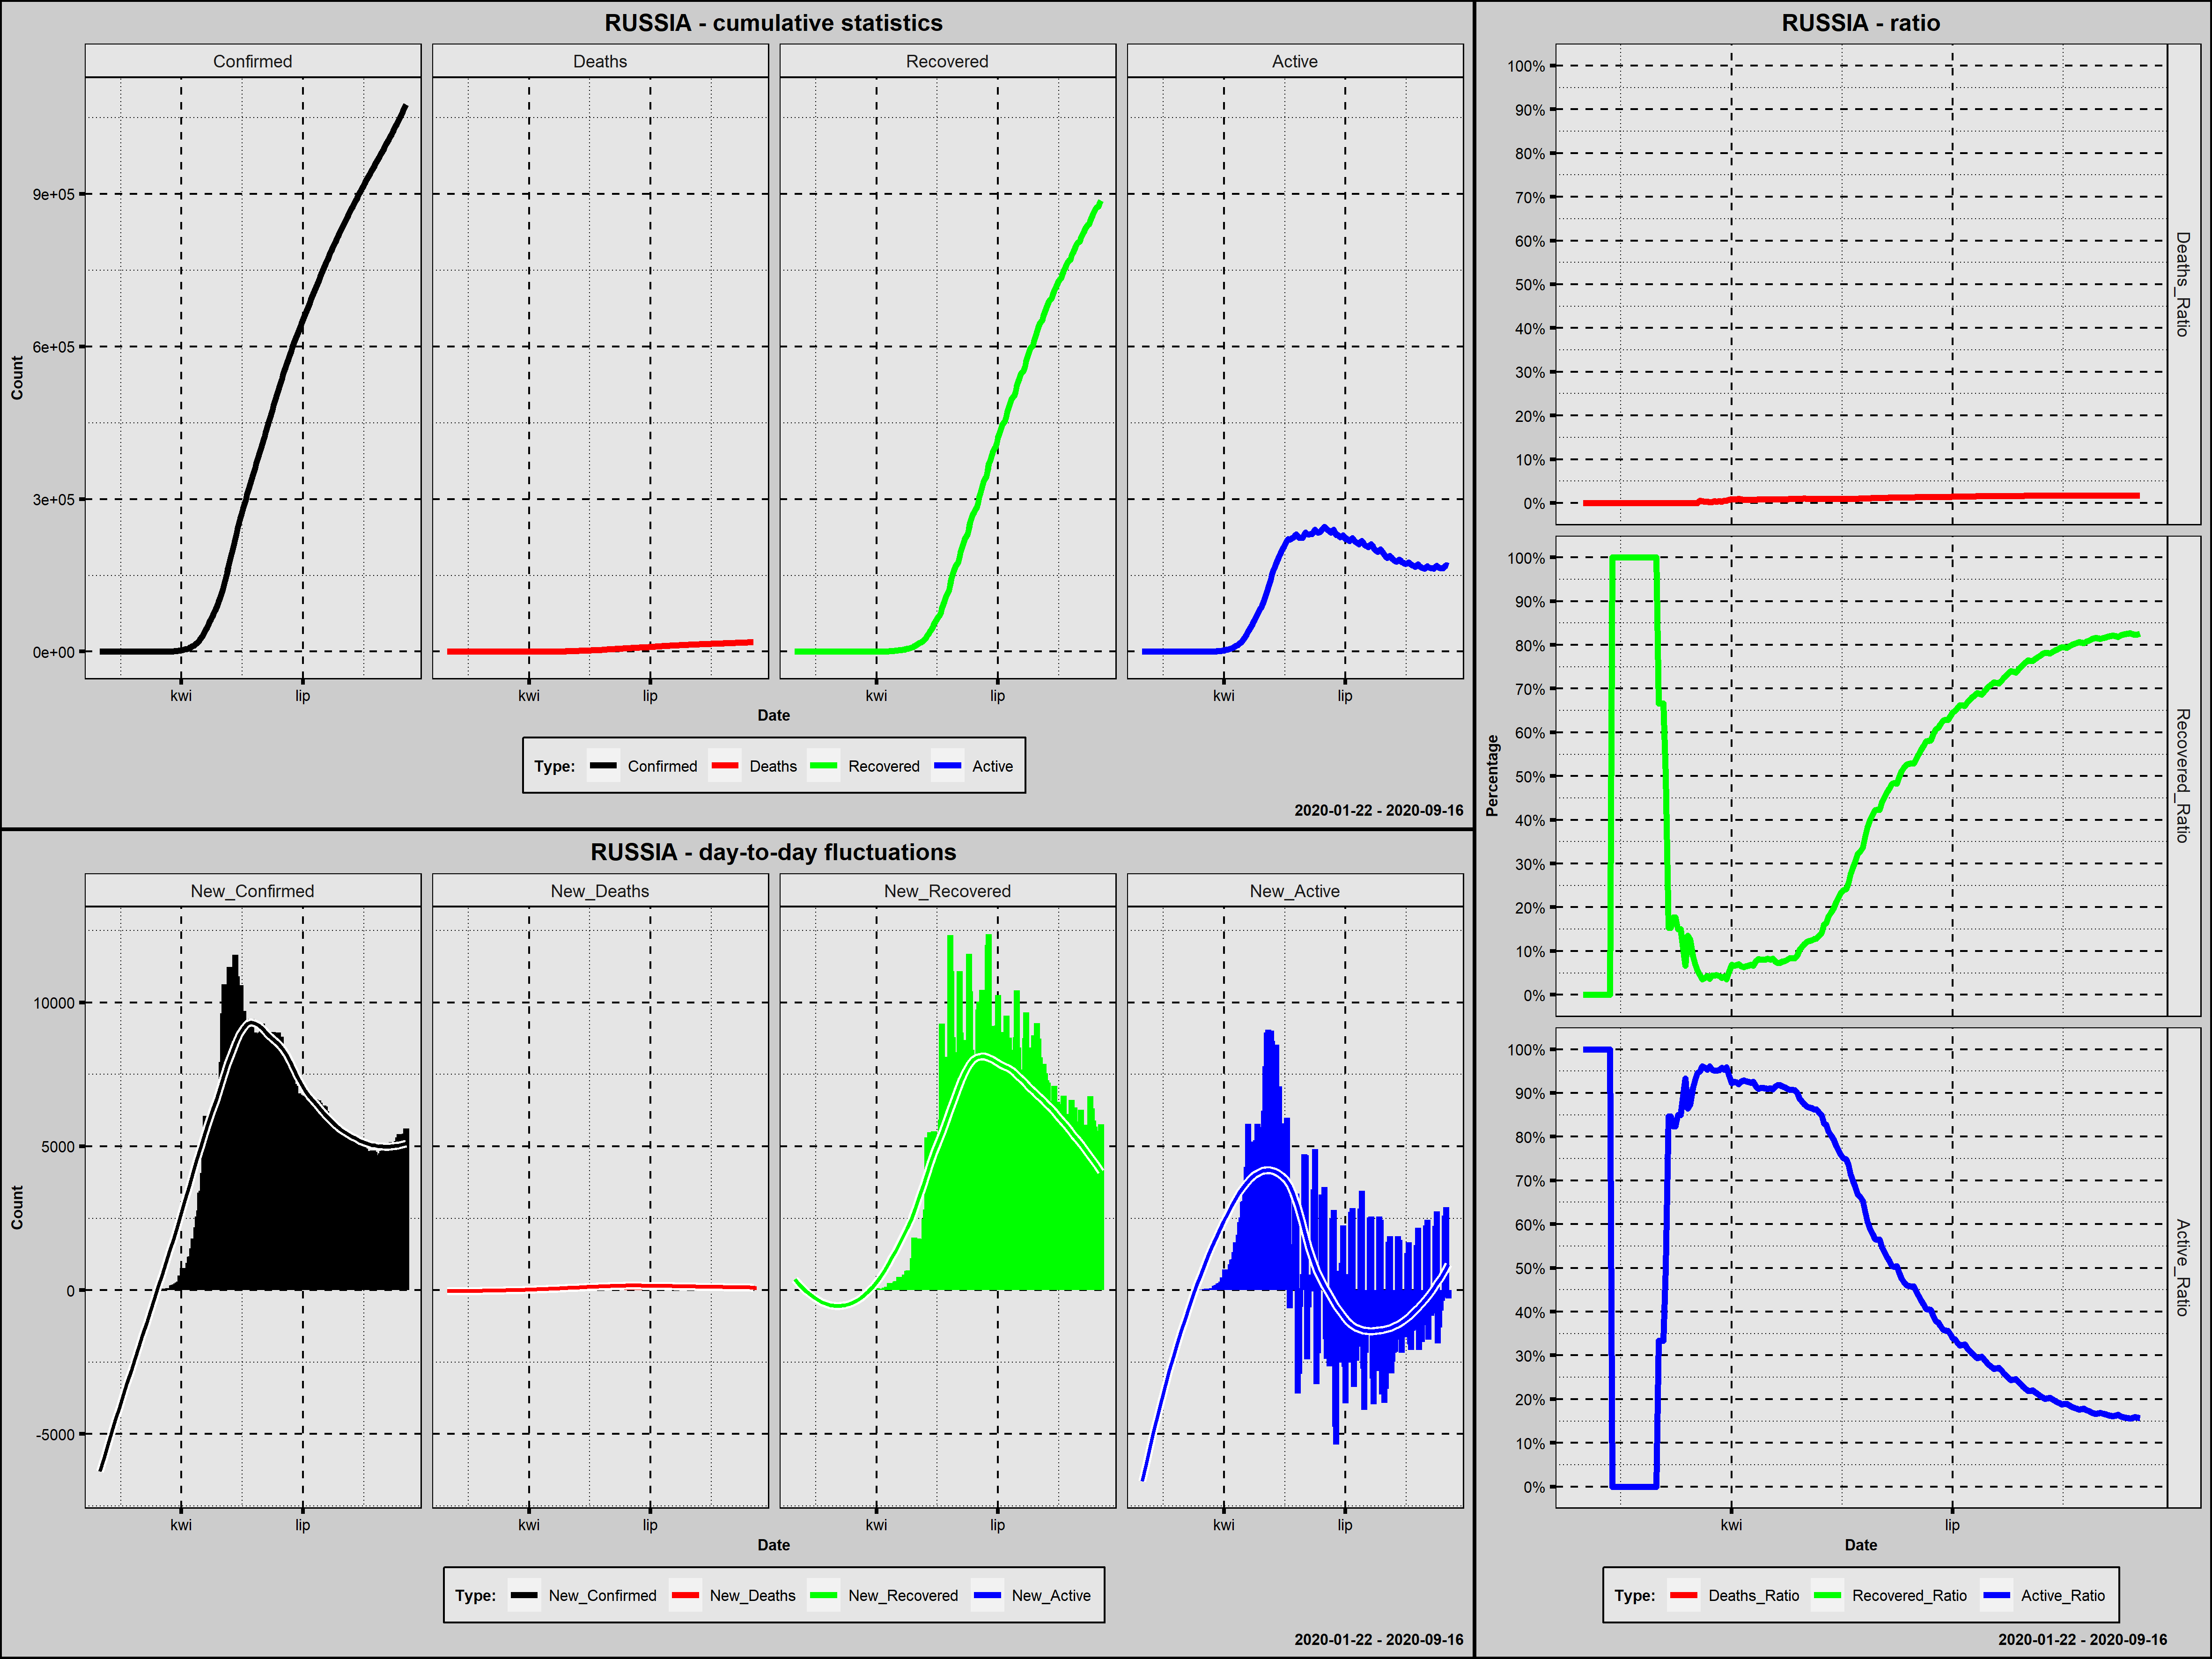 RUSSIA - cumulative statistics
Confirmed Deaths Recovered Active
Count
9e+05
6e+05
3e+05
0e+00
kwi lip kwi lip kwi lip kwi lip
Date
Type: Confirmed Deaths Recovered Active
2020-01-22 - 2020-09-16
RUSSIA - day-to-day fluctuations
New_Confirmed New_Deaths New_Recovered New_Active
Count
10000
5000
0
-5000
kwi lip kwi lip kwi lip kwi lip
Date
Type: New_Confirmed New_Deaths New_Recovered New_Active
2020-01-22 - 2020-09-16
RUSSIA - ratio
Percentage
100%
90%
80%
70%
60%
50%
40%
30%
20%
10%
0%
Deaths_Ratio
100%
90%
80%
70%
60%
50%
40%
30%
20%
10%
0%
Recovered_Ratio
100%
90%
80%
70%
60%
50%
40%
30%
20%
10%
0%
Active_Ratio
kwi lip
Date
Type: Deaths_Ratio Recovered_Ratio Active_Ratio
2020-01-22 - 2020-09-16